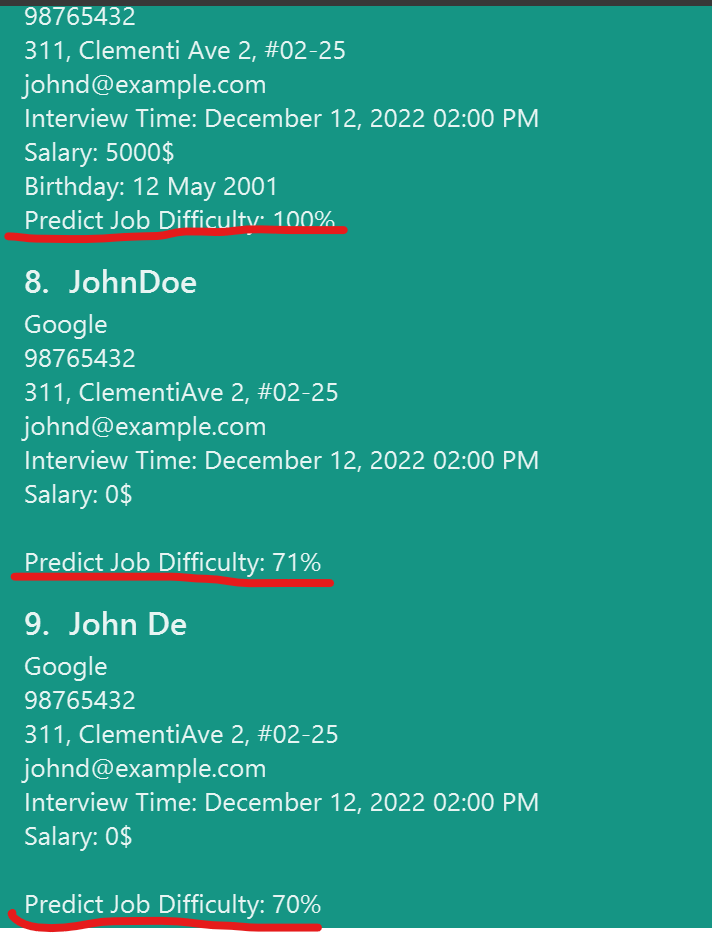 98765432
311, Clementi Ave 2, #02-25
johnd@example.com
Interview Time: December 12, 2022 02:00 PM
Salary: 5000$
Birthday: 12 May 2001
Predict Job Difficulty: 100%
8. JohnDoe
Google
98765432
311, ClementiAve 2, #02-25
johnd@example.com
Interview Time: December 12, 2022 02:00 PM
Salary: 0$
Predict Job Difficulty: 71%
9. John De
Google
98765432
311, ClementiAve 2, #02-25
johnd@example.com
Interview Time: December 12, 2022 02:00 PM
Salary: 0$
Predict Job Difficulty: 70%